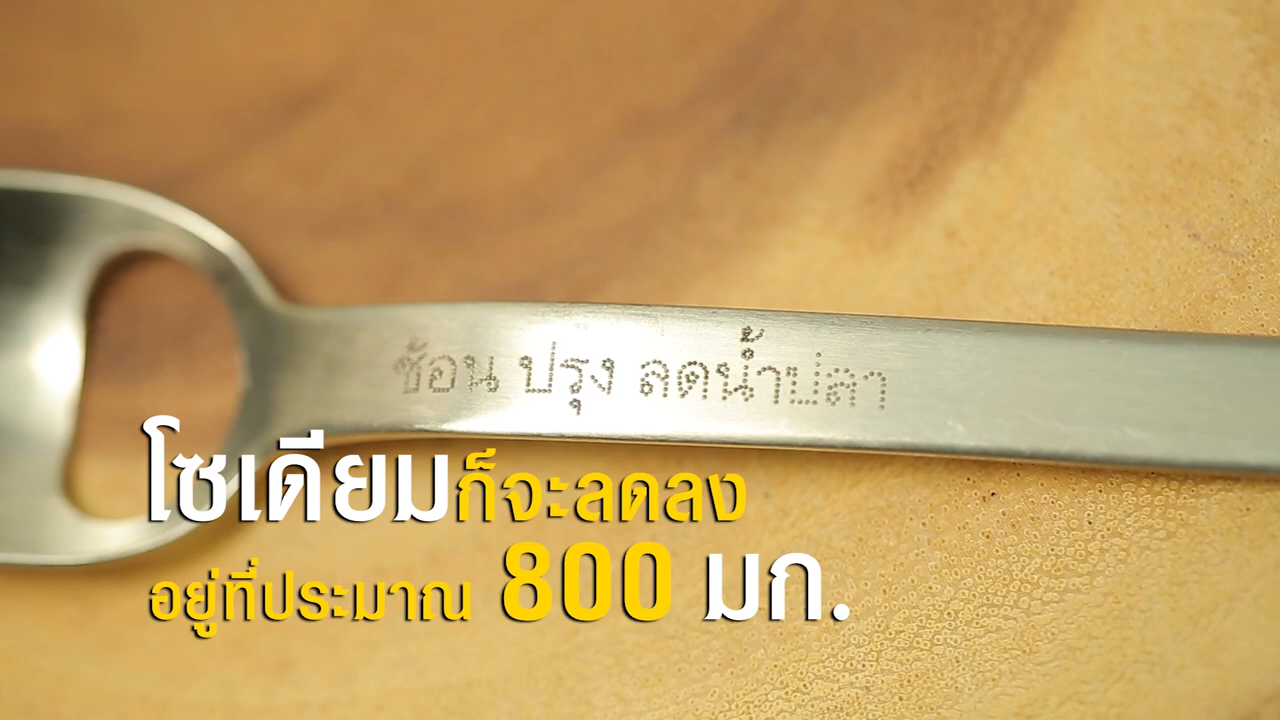 ช้อน ปรุง ลดน้ำปลา
โซเดียมก็จะลดลง
อยู่ที่ประมาณ 800 มก.